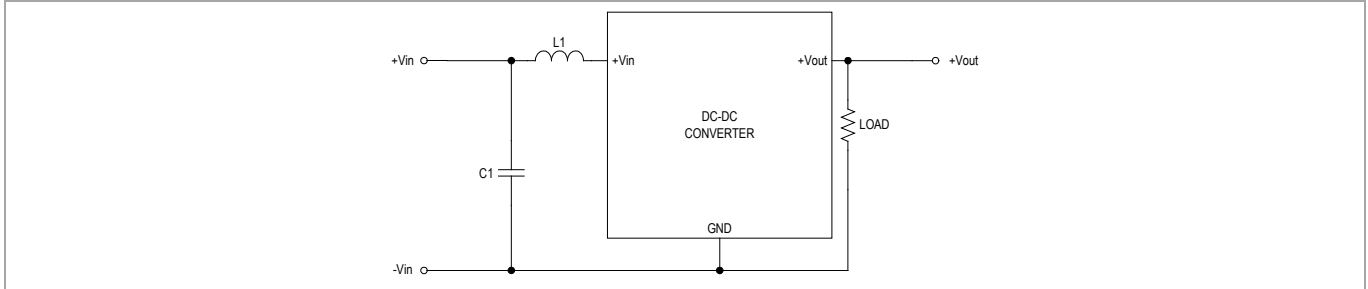 L1
+Vin
+Vin
+Vout
+Vout
DC-DC
CONVERTER
LOAD
C1
GND
-Vin